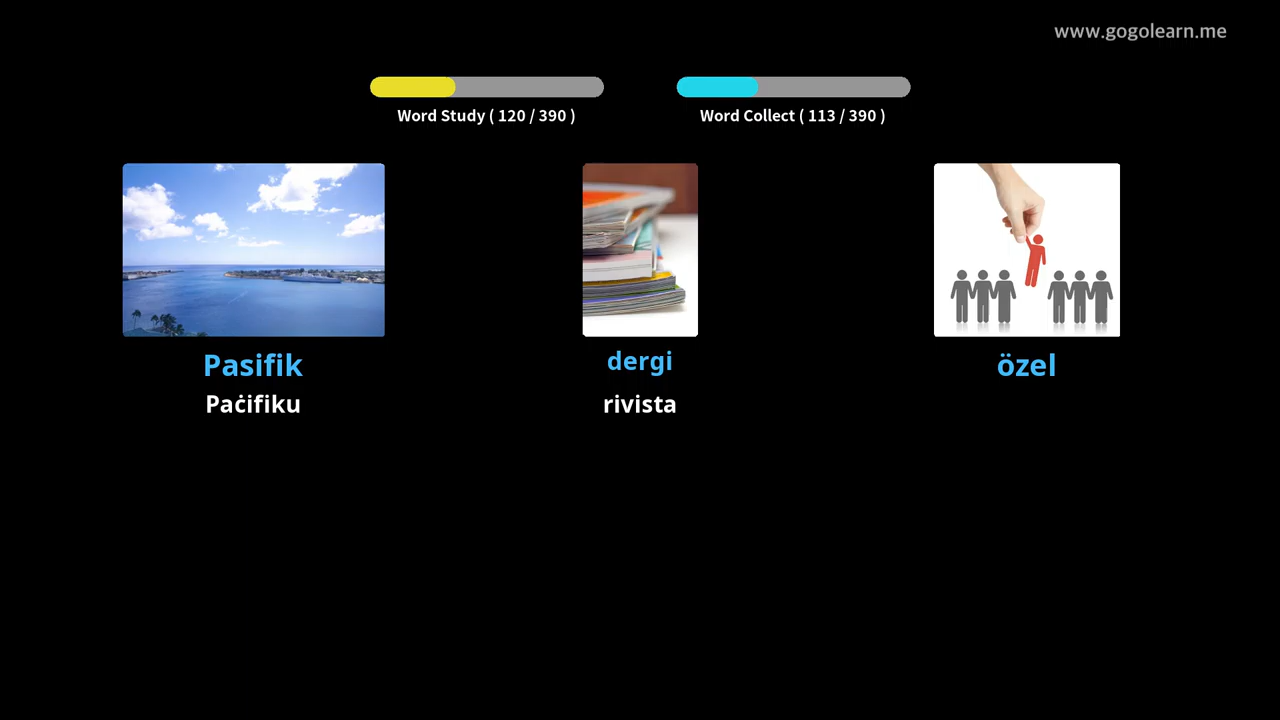 www.gogolearn.me
Word Study ( 120 / 390 )
Word Collect ( 113 / 390 )
Pasifik
Paċifiku
dergi
rivista
özel